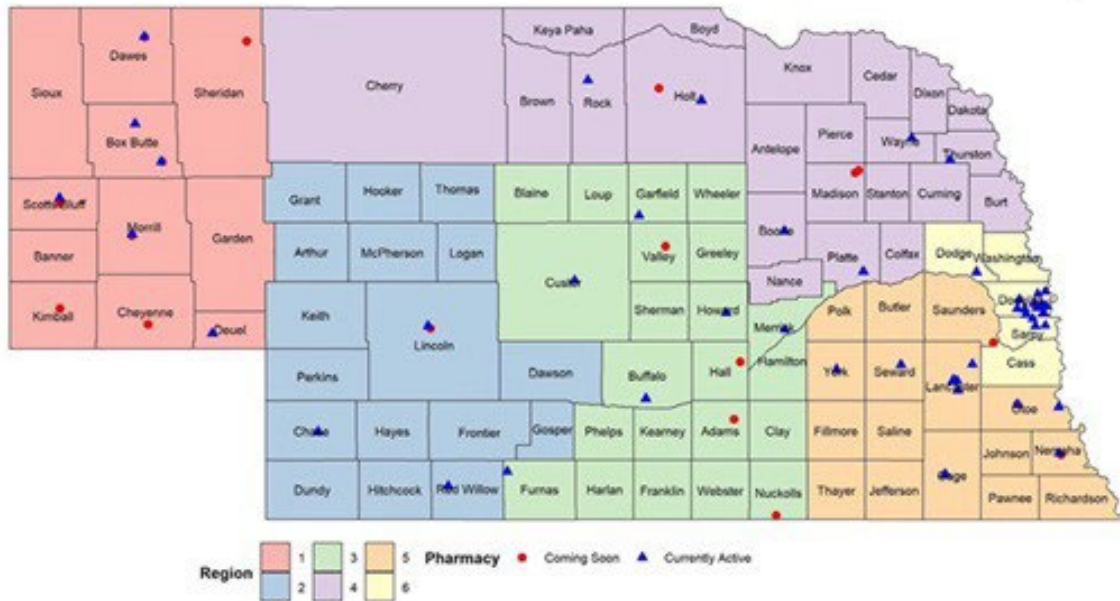 Keya Paha Boyd
Dawes Knox Cedar
Sioux Sheridan Cherry Brown Rock Holt Dixon
Dakota
Box Butte Pierce Wayne
Antelope Thurston
Scotts Bluff Grant Hooker Thomas Blaine Loup Garfield Wheeler Madison Stanton Cuming Burt
Morrill Garden Boone
Banner Arthur McPherson Logan Valley Greeley Platte Colfax Dodge Washington
Custer Nance
Kimball Cheyenne Keith Sherman Howard Polk Butler Saunders
Deuel Lincoln Merrick Sarpy
Perkins Dawson Buffalo Hall Hamilton York Seward Lancaster Cass
Chase Hayes Frontier Gosper Phelps Kearney Adams Clay Fillmore Saline Otoe
Johnson Nemaha
Dundy Hitchcock Red Willow Furnas Harlan Franklin Webster Nuckolls Thayer Jefferson Gage Pawnee Richardson
Region 1 3 5 Pharmacy Coming Soon Currently Active
2 4 6